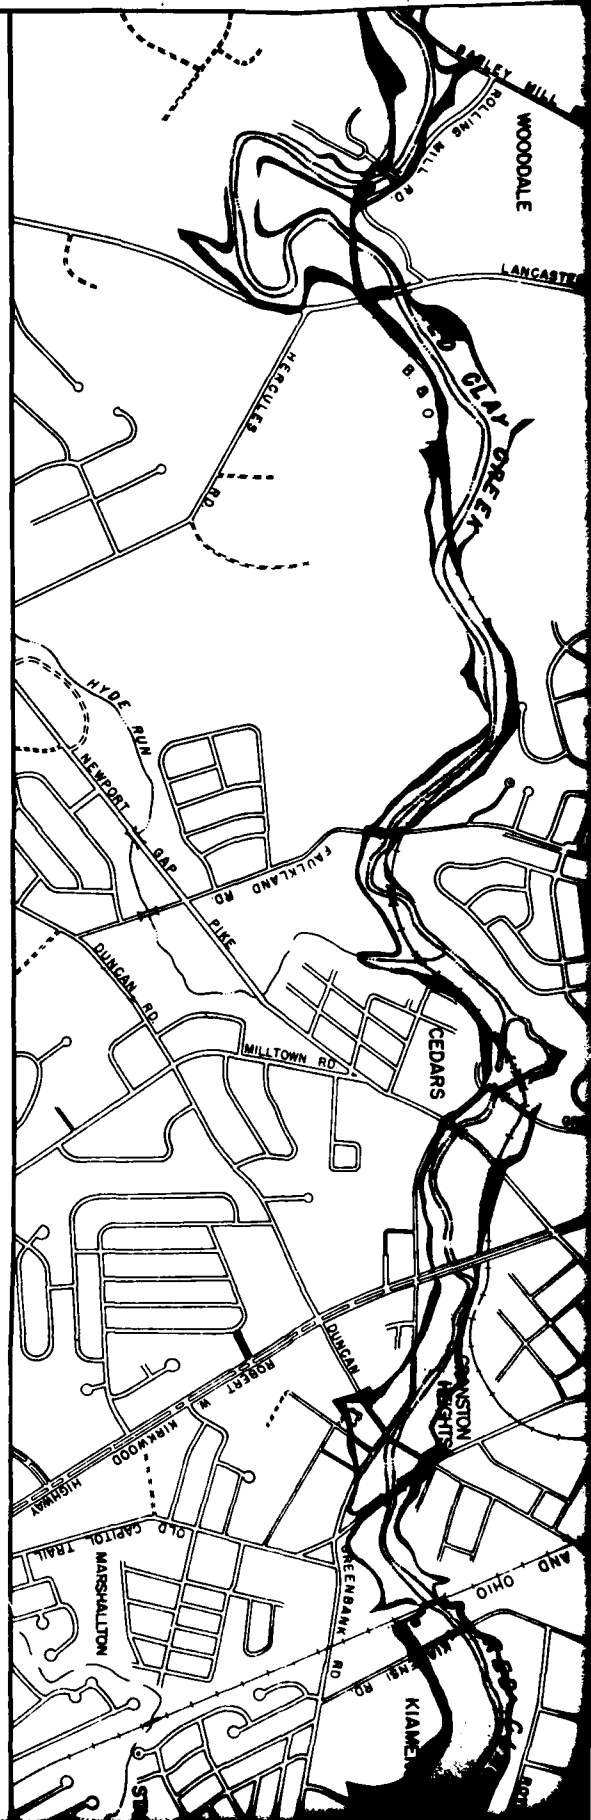 BARLEY MILL
ROLLING MILL RD.
WOODDALE
LANCASTER
RED CLAY CREEK
B & O
HERCULES RD.
HYDE RUN
NEWPORT GAP PIKE
FAULKLAND RD.
DUNCAN RD
CEDARS
MILLTOWN RD
DUNCAN
CRANSTON
HEIGHTS
ROBERT W KIRKWOOD HIGHWAY
OLD CAPITOL TRAIL
MARSHALLTON
GREENBANK RD
AND OHIO
KIAMENSI RD.